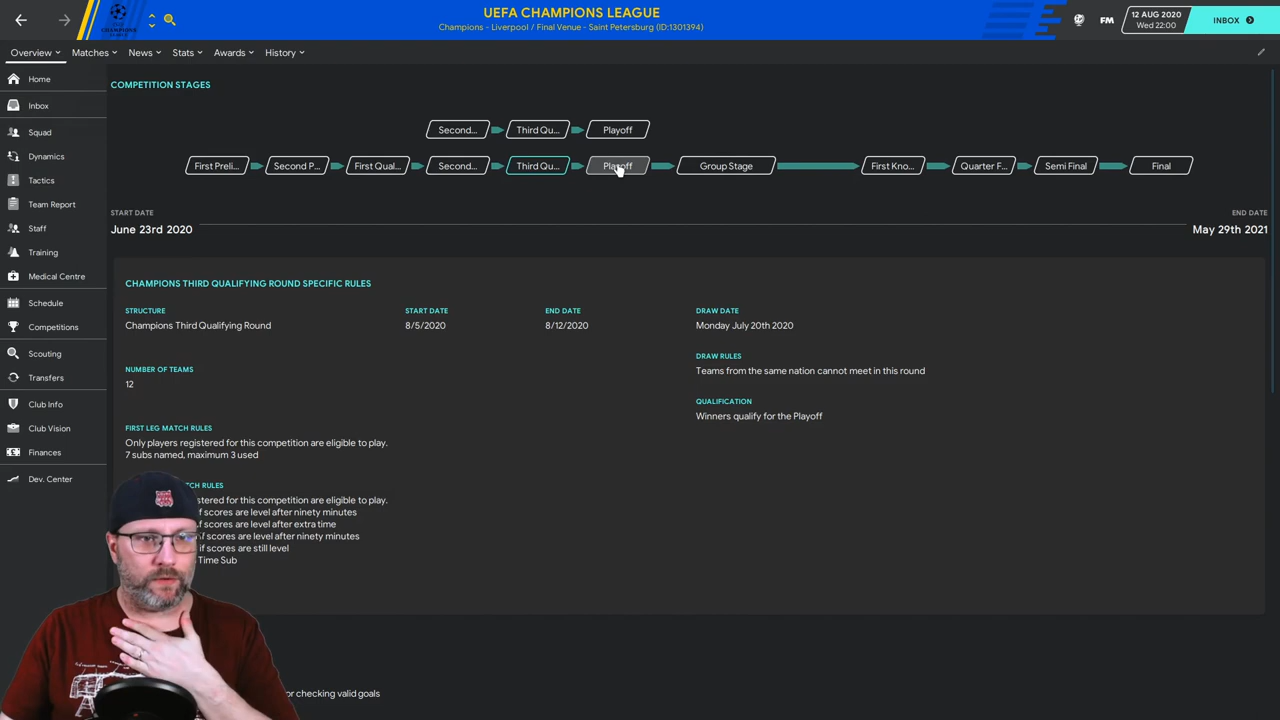 UEFA CHAMPIONS LEAGUE
Champions - Liverpool / Final Venue - Saint Petersburg (ID:1301394)
FM
12 AUG 2020
Wed 22:00
INBOX
Overview
Matches
News
Stats
Awards
History
Home
Inbox
Squad
Dynamics
Tactics
Team Report
Staff
Training
Medical Centre
Schedule
Competitions
Scouting
Transfers
Club Info
Club Vision
Finances
Dev. Center
COMPETITION STAGES
Second... Third Qu... Playoff
First Preli... Second P... First Qual... Second... Third Qu... Playoff Group Stage First Kno... Quarter F... Semi Final Final
START DATE
June 23rd 2020
END DATE
May 29th 2021
CHAMPIONS THIRD QUALIFYING ROUND SPECIFIC RULES
STRUCTURE
Champions Third Qualifying Round
START DATE
8/5/2020
END DATE
8/12/2020
DRAW DATE
Monday July 20th 2020
NUMBER OF TEAMS
12
DRAW RULES
Teams from the same nation cannot meet in this round
QUALIFICATION
Winners qualify for the Playoff
FIRST LEG MATCH RULES
Only players registered for this competition are eligible to play.
7 subs named, maximum 3 used
RULES
stered for this competition are eligible to play.
if scores are level after ninety minutes
if scores are level after extra time
if scores are level after ninety minutes
if scores are still level
Time Sub
or checking valid goals